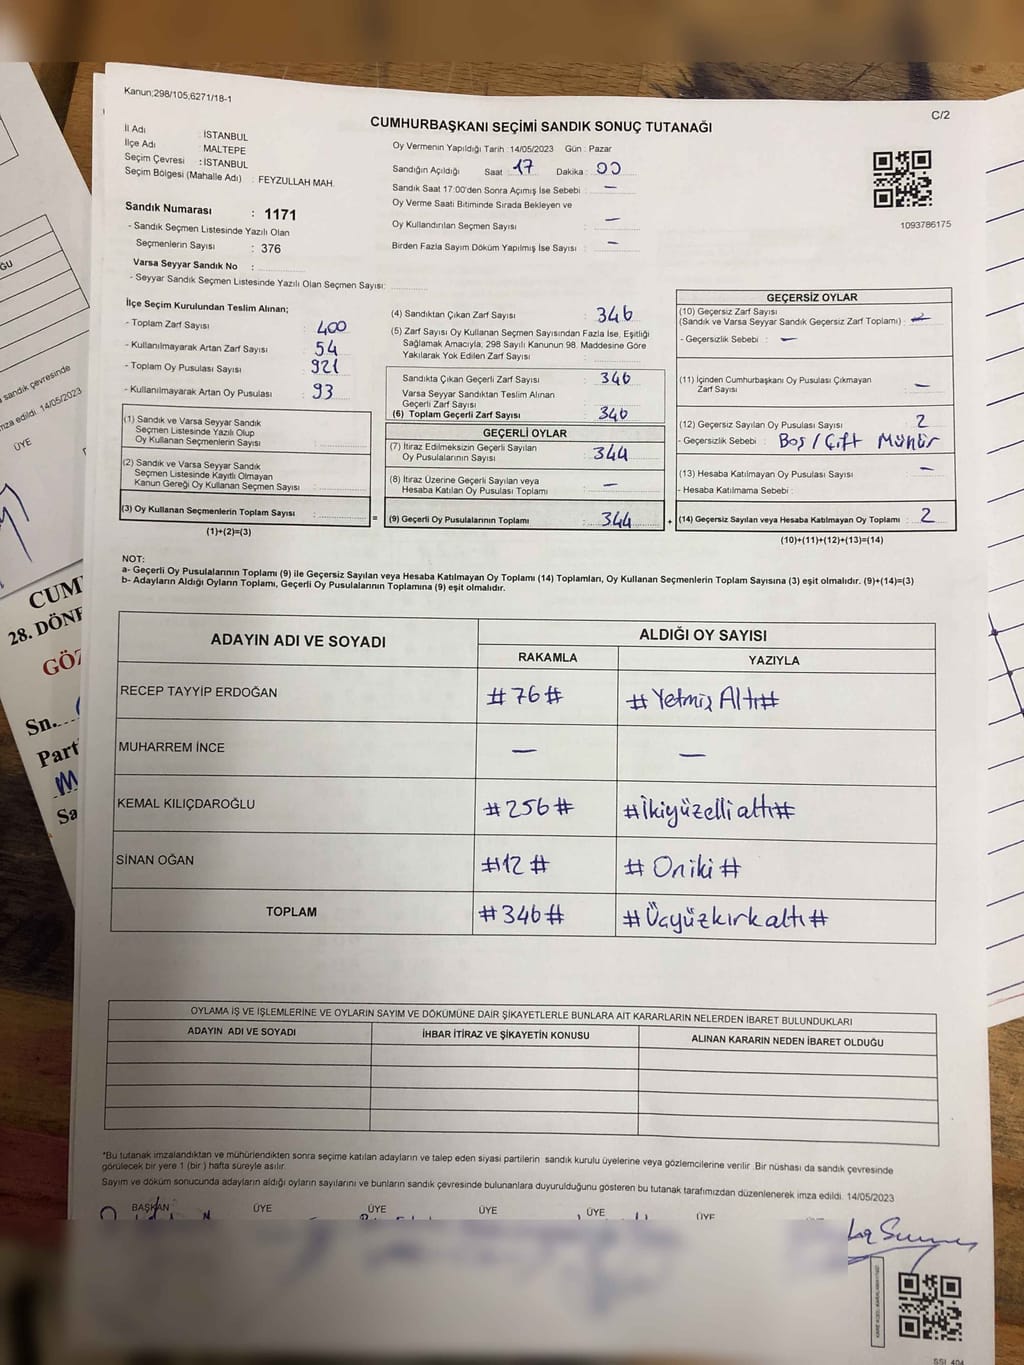 Kanun;298/105,6271/18-1
C/2
CUMHURBAŞKANI SEÇİMİ SANDIK SONUÇ TUTANAĞI
İl Adı : İSTANBUL
İlçe Adı : MALTEPE
Seçim Çevresi : İSTANBUL
Seçim Bölgesi (Mahalle Adı) : FEYZULLAH MAH.
Sandık Numarası : 1171
- Sandık Seçmen Listesinde Yazılı Olan
Seçmenlerin Sayısı : 376
Varsa Seyyar Sandık No :
- Seyyar Sandık Seçmen Listesinde Yazılı Olan Seçmen Sayısı:
Oy Vermenin Yapıldığı Tarih :14/05/2023 Gün : Pazar
Sandığın Açıldığı Saat : 17 Dakika : 00
Sandık Saat 17.00'den Sonra Açımış İse Sebebi : —
Oy Verme Saati Bitiminde Sırada Bekleyen ve
Oy Kullandırılan Seçmen Sayısı : —
Birden Fazla Sayım Döküm Yapılmış İse Sayısı : —
1093786175
İlçe Seçim Kurulundan Teslim Alınan;
- Toplam Zarf Sayısı : 400
- Kullanılmayarak Artan Zarf Sayısı : 54
- Toplam Oy Pusulası Sayısı : 921
- Kullanılmayarak Artan Oy Pusulası : 93
(1) Sandık ve Varsa Seyyar Sandık
Seçmen Listesinde Yazılı Olup
Oy Kullanan Seçmenlerin Sayısı :
(2) Sandık ve Varsa Seyyar Sandık
Seçmen Listesinde Kayıtlı Olmayan
Kanun Gereği Oy Kullanan Seçmen Sayısı :
(3) Oy Kullanan Seçmenlerin Toplam Sayısı :
(1)+(2)=(3)
(4) Sandıktan Çıkan Zarf Sayısı : 346
(5) Zarf Sayısı Oy Kullanan Seçmen Sayısından Fazla İse, Eşitliği
Sağlamak Amacıyla, 298 Sayılı Kanunun 98. Maddesine Göre
Yakılarak Yok Edilen Zarf Sayısı :
Sandıkta Çıkan Geçerli Zarf Sayısı : 346
Varsa Seyyar Sandıktan Teslim Alınan
Geçerli Zarf Sayısı :
(6) Toplam Geçerli Zarf Sayısı : 346
GEÇERLİ OYLAR
(7) İtiraz Edilmeksizin Geçerli Sayılan
Oy Pusulalarının Sayısı : 344
(8) İtiraz Üzerine Geçerli Sayılan veya
Hesaba Katılan Oy Pusulası Toplamı : —
= (9) Geçerli Oy Pusulalarının Toplamı : 344 +
GEÇERSİZ OYLAR
(10) Geçersiz Zarf Sayısı
(Sandık ve Varsa Seyyar Sandık Geçersiz Zarf Toplamı) :
- Geçersizlik Sebebi : —
(11) İçinden Cumhurbaşkanı Oy Pusulası Çıkmayan
Zarf Sayısı : —
(12) Geçersiz Sayılan Oy Pusulası Sayısı : 2
- Geçersizlik Sebebi : Boş / Çift Mühür
(13) Hesaba Katılmayan Oy Pusulası Sayısı : —
- Hesaba Katılmama Sebebi :
(14) Geçersiz Sayılan veya Hesaba Katılmayan Oy Toplamı : 2
(10)+(11)+(12)+(13)=(14)
NOT:
a- Geçerli Oy Pusulalarının Toplamı (9) ile Geçersiz Sayılan veya Hesaba Katılmayan Oy Toplamı (14) Toplamları, Oy Kullanan Seçmenlerin Toplam Sayısına (3) eşit olmalıdır. (9)+(14)=(3)
b- Adayların Aldığı Oyların Toplamı, Geçerli Oy Pusulalarının Toplamına (9) eşit olmalıdır.
ADAYIN ADI VE SOYADI
ALDIĞI OY SAYISI
RAKAMLA YAZIYLA
RECEP TAYYİP ERDOĞAN #76# #Yetmiş Altı#
MUHARREM İNCE — —
KEMAL KILIÇDAROĞLU #256# #İkiyüzelli altı#
SİNAN OĞAN #12# #Oniki#
TOPLAM #346# #Üçyüzkırkaltı#
OYLAMA İŞ VE İŞLEMLERİNE VE OYLARIN SAYIM VE DÖKÜMÜNE DAİR ŞİKAYETLERLE BUNLARA AİT KARARLARIN NELERDEN İBARET BULUNDUKLARI
ADAYIN ADI VE SOYADI İHBAR İTİRAZ VE ŞİKAYETİN KONUSU ALINAN KARARIN NEDEN İBARET OLDUĞU
*Bu tutanak imzalandıktan ve mühürlendikten sonra seçime katılan adayların ve talep eden siyasi partilerin sandık kurulu üyelerine veya gözlemcilerine verilir .Bir nüshası da sandık çevresinde
görülecek bir yere 1 (bir ) hafta süreyle asılır.
Sayım ve döküm sonucunda adayların aldığı oyların sayılarını ve bunların sandık çevresinde bulunanlara duyurulduğunu gösteren bu tutanak tarafımızdan düzenlenerek imza edildi. 14/05/2023
BAŞKAN ÜYE ÜYE ÜYE ÜYE ÜYE
sandık çevresinde
imza edildi. 14/05/2023
ÜYE
CUM
28. DÖNE
GÖZ
Sn.
Part
Sa